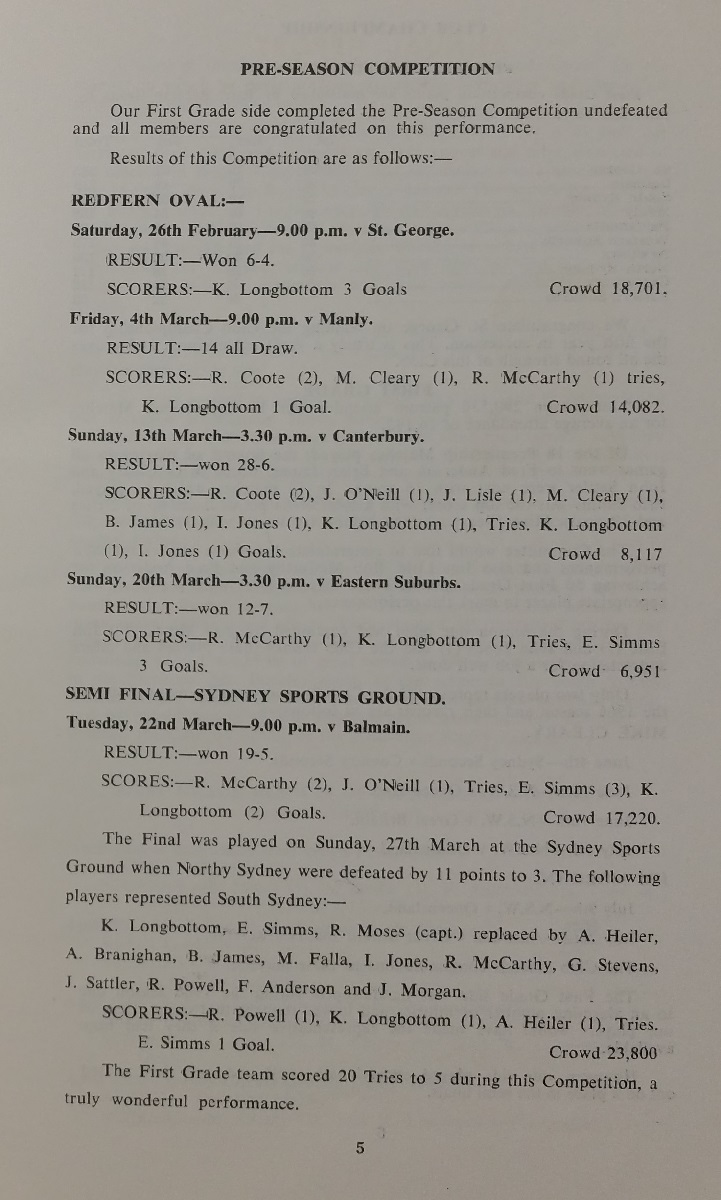 PRE-SEASON COMPETITION
Our First Grade side completed the Pre-Season Competition undefeated
and all members are congratulated on this performance.
Results of this Competition are as follows:—
REDFERN OVAL:—
Saturday, 26th February—9.00 p.m. v St. George.
RESULT:—Won 6-4.
SCORERS:—K. Longbottom 3 Goals Crowd 18,701.
Friday, 4th March—9.00 p.m. v Manly.
RESULT:—14 all Draw.
SCORERS:—R. Coote (2), M. Cleary (1), R. McCarthy (1) tries,
K. Longbottom 1 Goal. Crowd 14,082.
Sunday, 13th March—3.30 p.m. v Canterbury.
RESULT:—won 28-6.
SCORERS:—R. Coote (2), J. O'Neill (1), J. Lisle (1), M. Cleary (1),
B. James (1), I. Jones (1), K. Longbottom (1), Tries. K. Longbottom
(1), I. Jones (1) Goals. Crowd 8,117
Sunday, 20th March—3.30 p.m. v Eastern Suburbs.
RESULT:—won 12-7.
SCORERS:—R. McCarthy (1), K. Longbottom (1), Tries, E. Simms
3 Goals. Crowd 6,951
SEMI FINAL—SYDNEY SPORTS GROUND.
Tuesday, 22nd March—9.00 p.m. v Balmain.
RESULT:—won 19-5.
SCORES:—R. McCarthy (2), J. O'Neill (1), Tries, E. Simms (3), K.
Longbottom (2) Goals. Crowd 17,220.
The Final was played on Sunday, 27th March at the Sydney Sports
Ground when Northy Sydney were defeated by 11 points to 3. The following
players represented South Sydney:—
K. Longbottom, E. Simms, R. Moses (capt.) replaced by A. Heiler,
A. Branighan, B. James, M. Falla, I. Jones, R. McCarthy, G. Stevens,
J. Sattler, R. Powell, F. Anderson and J. Morgan.
SCORERS:—R. Powell (1), K. Longbottom (1), A. Heiler (1), Tries.
E. Simms 1 Goal. Crowd 23,800
The First Grade team scored 20 Tries to 5 during this Competition, a
truly wonderful performance.
5